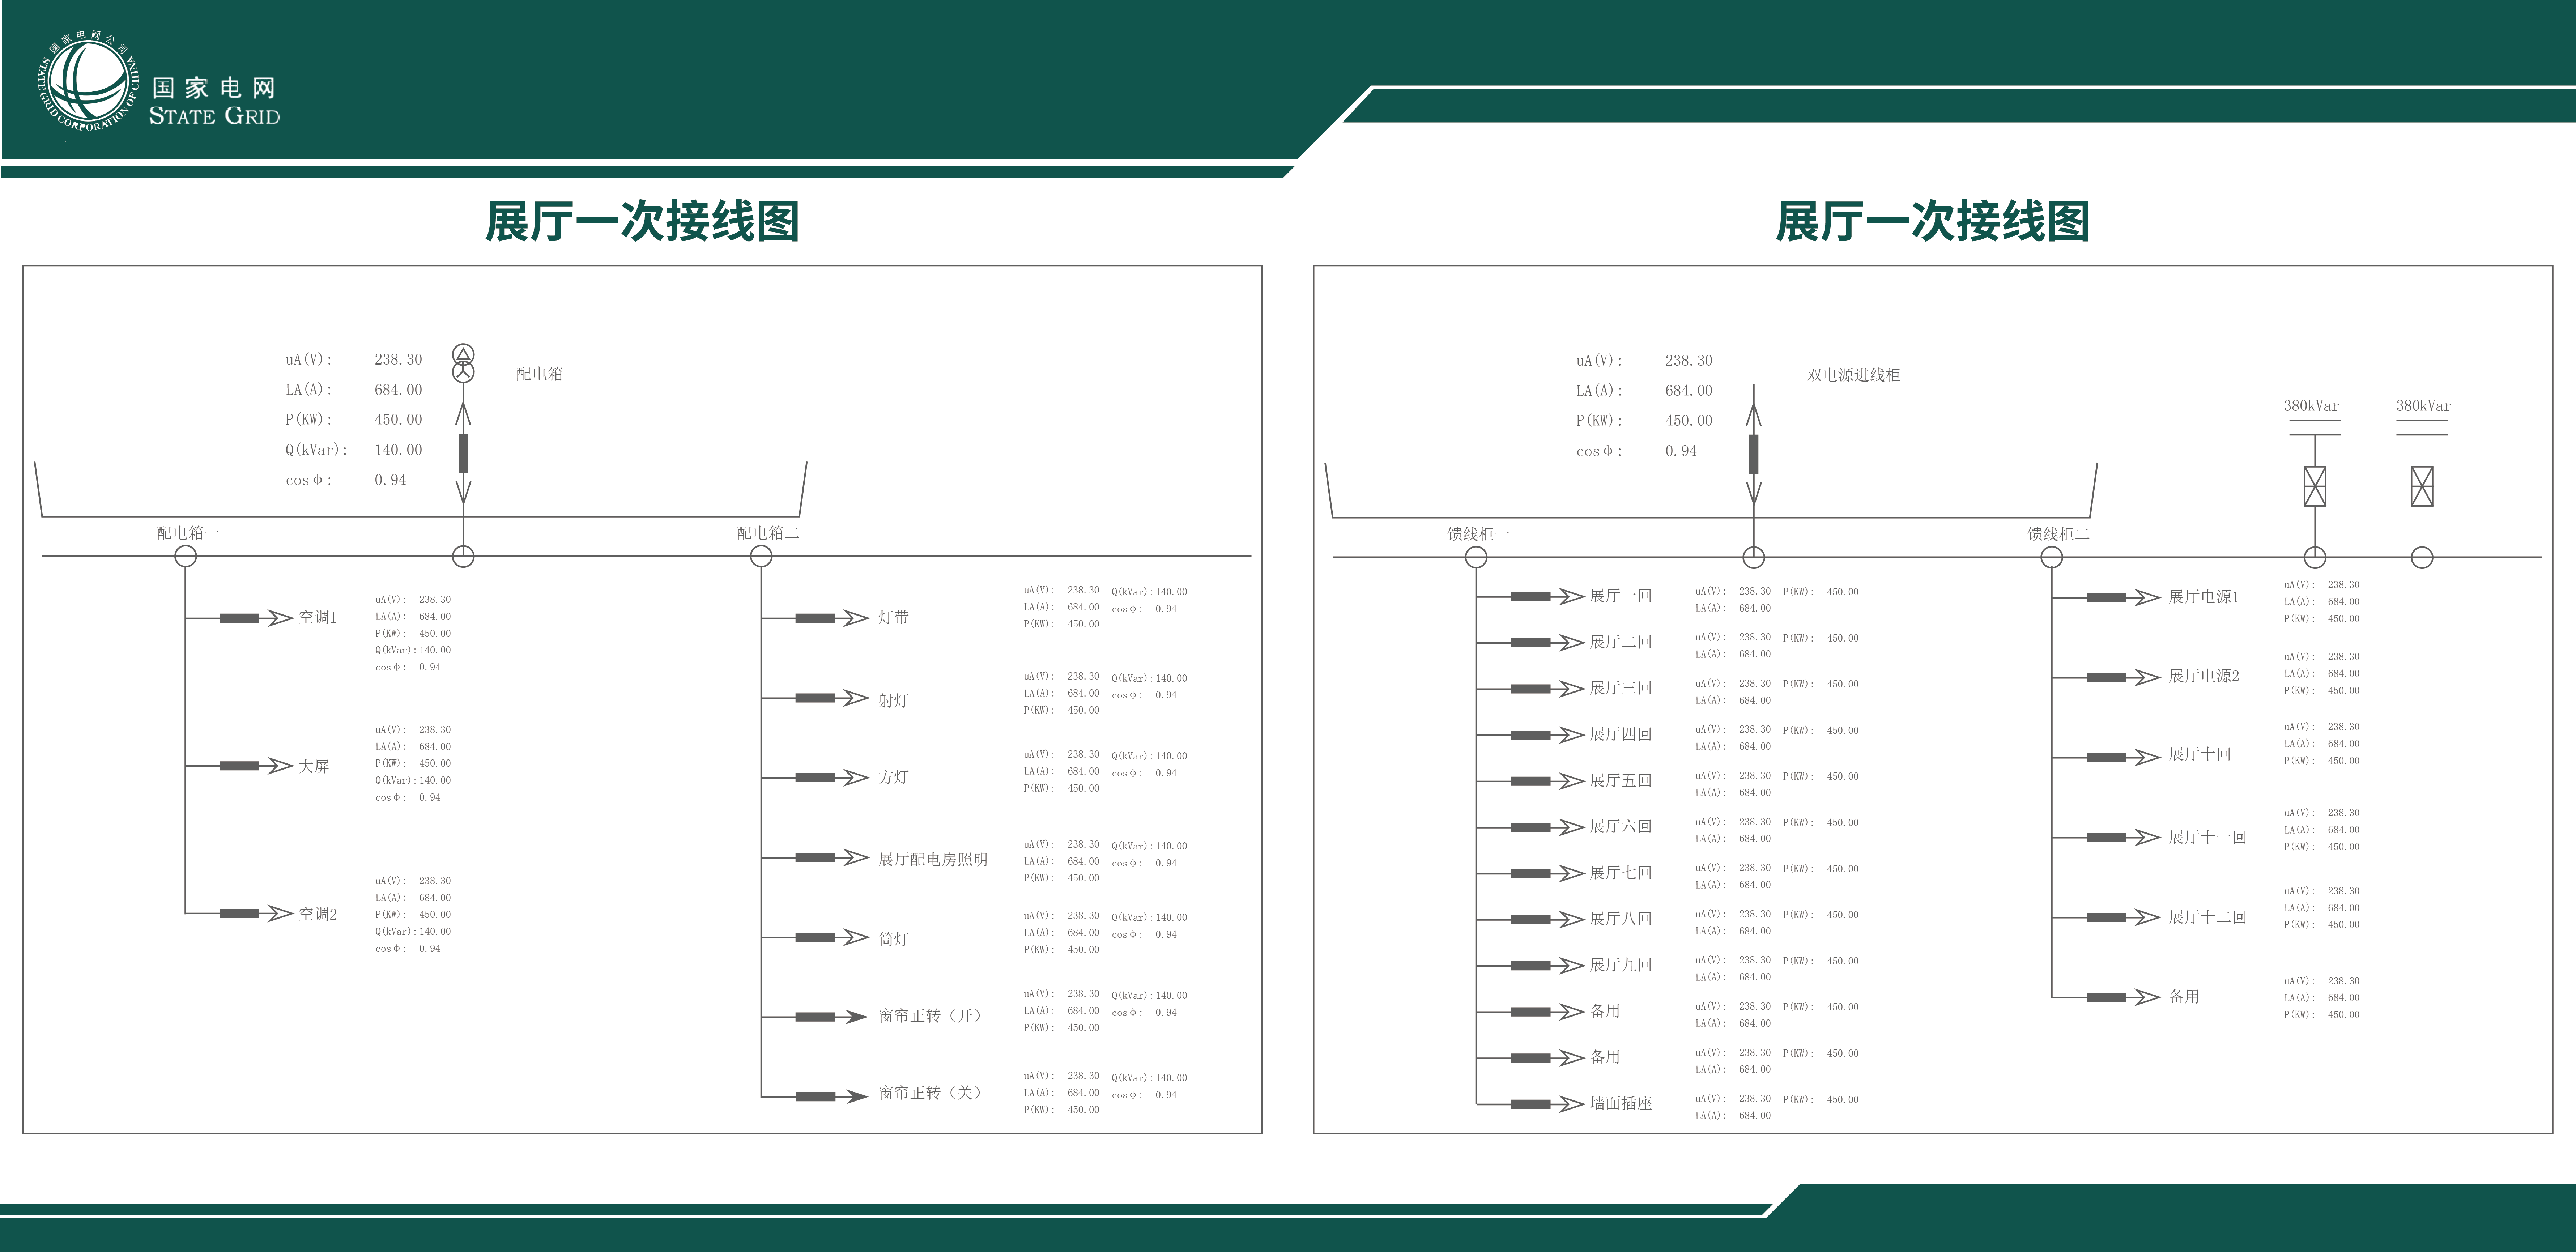 国家电网公司
STATE GRID CORPORATION OF CHINA
国家电网
STATE GRID
展厅一次接线图
uA(V): 238.30
LA(A): 684.00
P(KW): 450.00
Q(kVar): 140.00
cosφ: 0.94
配电箱
配电箱一
配电箱二
空调1
uA(V): 238.30
LA(A): 684.00
P(KW): 450.00
Q(kVar): 140.00
cosφ: 0.94
大屏
uA(V): 238.30
LA(A): 684.00
P(KW): 450.00
Q(kVar): 140.00
cosφ: 0.94
空调2
uA(V): 238.30
LA(A): 684.00
P(KW): 450.00
Q(kVar): 140.00
cosφ: 0.94
灯带
uA(V): 238.30 Q(kVar): 140.00
LA(A): 684.00 cosφ: 0.94
P(KW): 450.00
射灯
uA(V): 238.30 Q(kVar): 140.00
LA(A): 684.00 cosφ: 0.94
P(KW): 450.00
方灯
uA(V): 238.30 Q(kVar): 140.00
LA(A): 684.00 cosφ: 0.94
P(KW): 450.00
展厅配电房照明
uA(V): 238.30 Q(kVar): 140.00
LA(A): 684.00 cosφ: 0.94
P(KW): 450.00
筒灯
uA(V): 238.30 Q(kVar): 140.00
LA(A): 684.00 cosφ: 0.94
P(KW): 450.00
窗帘正转（开）
uA(V): 238.30 Q(kVar): 140.00
LA(A): 684.00 cosφ: 0.94
P(KW): 450.00
窗帘正转（关）
uA(V): 238.30 Q(kVar): 140.00
LA(A): 684.00 cosφ: 0.94
P(KW): 450.00
展厅一次接线图
uA(V): 238.30
LA(A): 684.00
P(KW): 450.00
cosφ: 0.94
双电源进线柜
380kVar
380kVar
馈线柜一
馈线柜二
展厅一回
uA(V): 238.30 P(KW): 450.00
LA(A): 684.00
展厅二回
uA(V): 238.30 P(KW): 450.00
LA(A): 684.00
展厅三回
uA(V): 238.30 P(KW): 450.00
LA(A): 684.00
展厅四回
uA(V): 238.30 P(KW): 450.00
LA(A): 684.00
展厅五回
uA(V): 238.30 P(KW): 450.00
LA(A): 684.00
展厅六回
uA(V): 238.30 P(KW): 450.00
LA(A): 684.00
展厅七回
uA(V): 238.30 P(KW): 450.00
LA(A): 684.00
展厅八回
uA(V): 238.30 P(KW): 450.00
LA(A): 684.00
展厅九回
uA(V): 238.30 P(KW): 450.00
LA(A): 684.00
备用
uA(V): 238.30 P(KW): 450.00
LA(A): 684.00
备用
uA(V): 238.30 P(KW): 450.00
LA(A): 684.00
墙面插座
uA(V): 238.30 P(KW): 450.00
LA(A): 684.00
展厅电源1
uA(V): 238.30
LA(A): 684.00
P(KW): 450.00
展厅电源2
uA(V): 238.30
LA(A): 684.00
P(KW): 450.00
展厅十回
uA(V): 238.30
LA(A): 684.00
P(KW): 450.00
展厅十一回
uA(V): 238.30
LA(A): 684.00
P(KW): 450.00
展厅十二回
uA(V): 238.30
LA(A): 684.00
P(KW): 450.00
备用
uA(V): 238.30
LA(A): 684.00
P(KW): 450.00